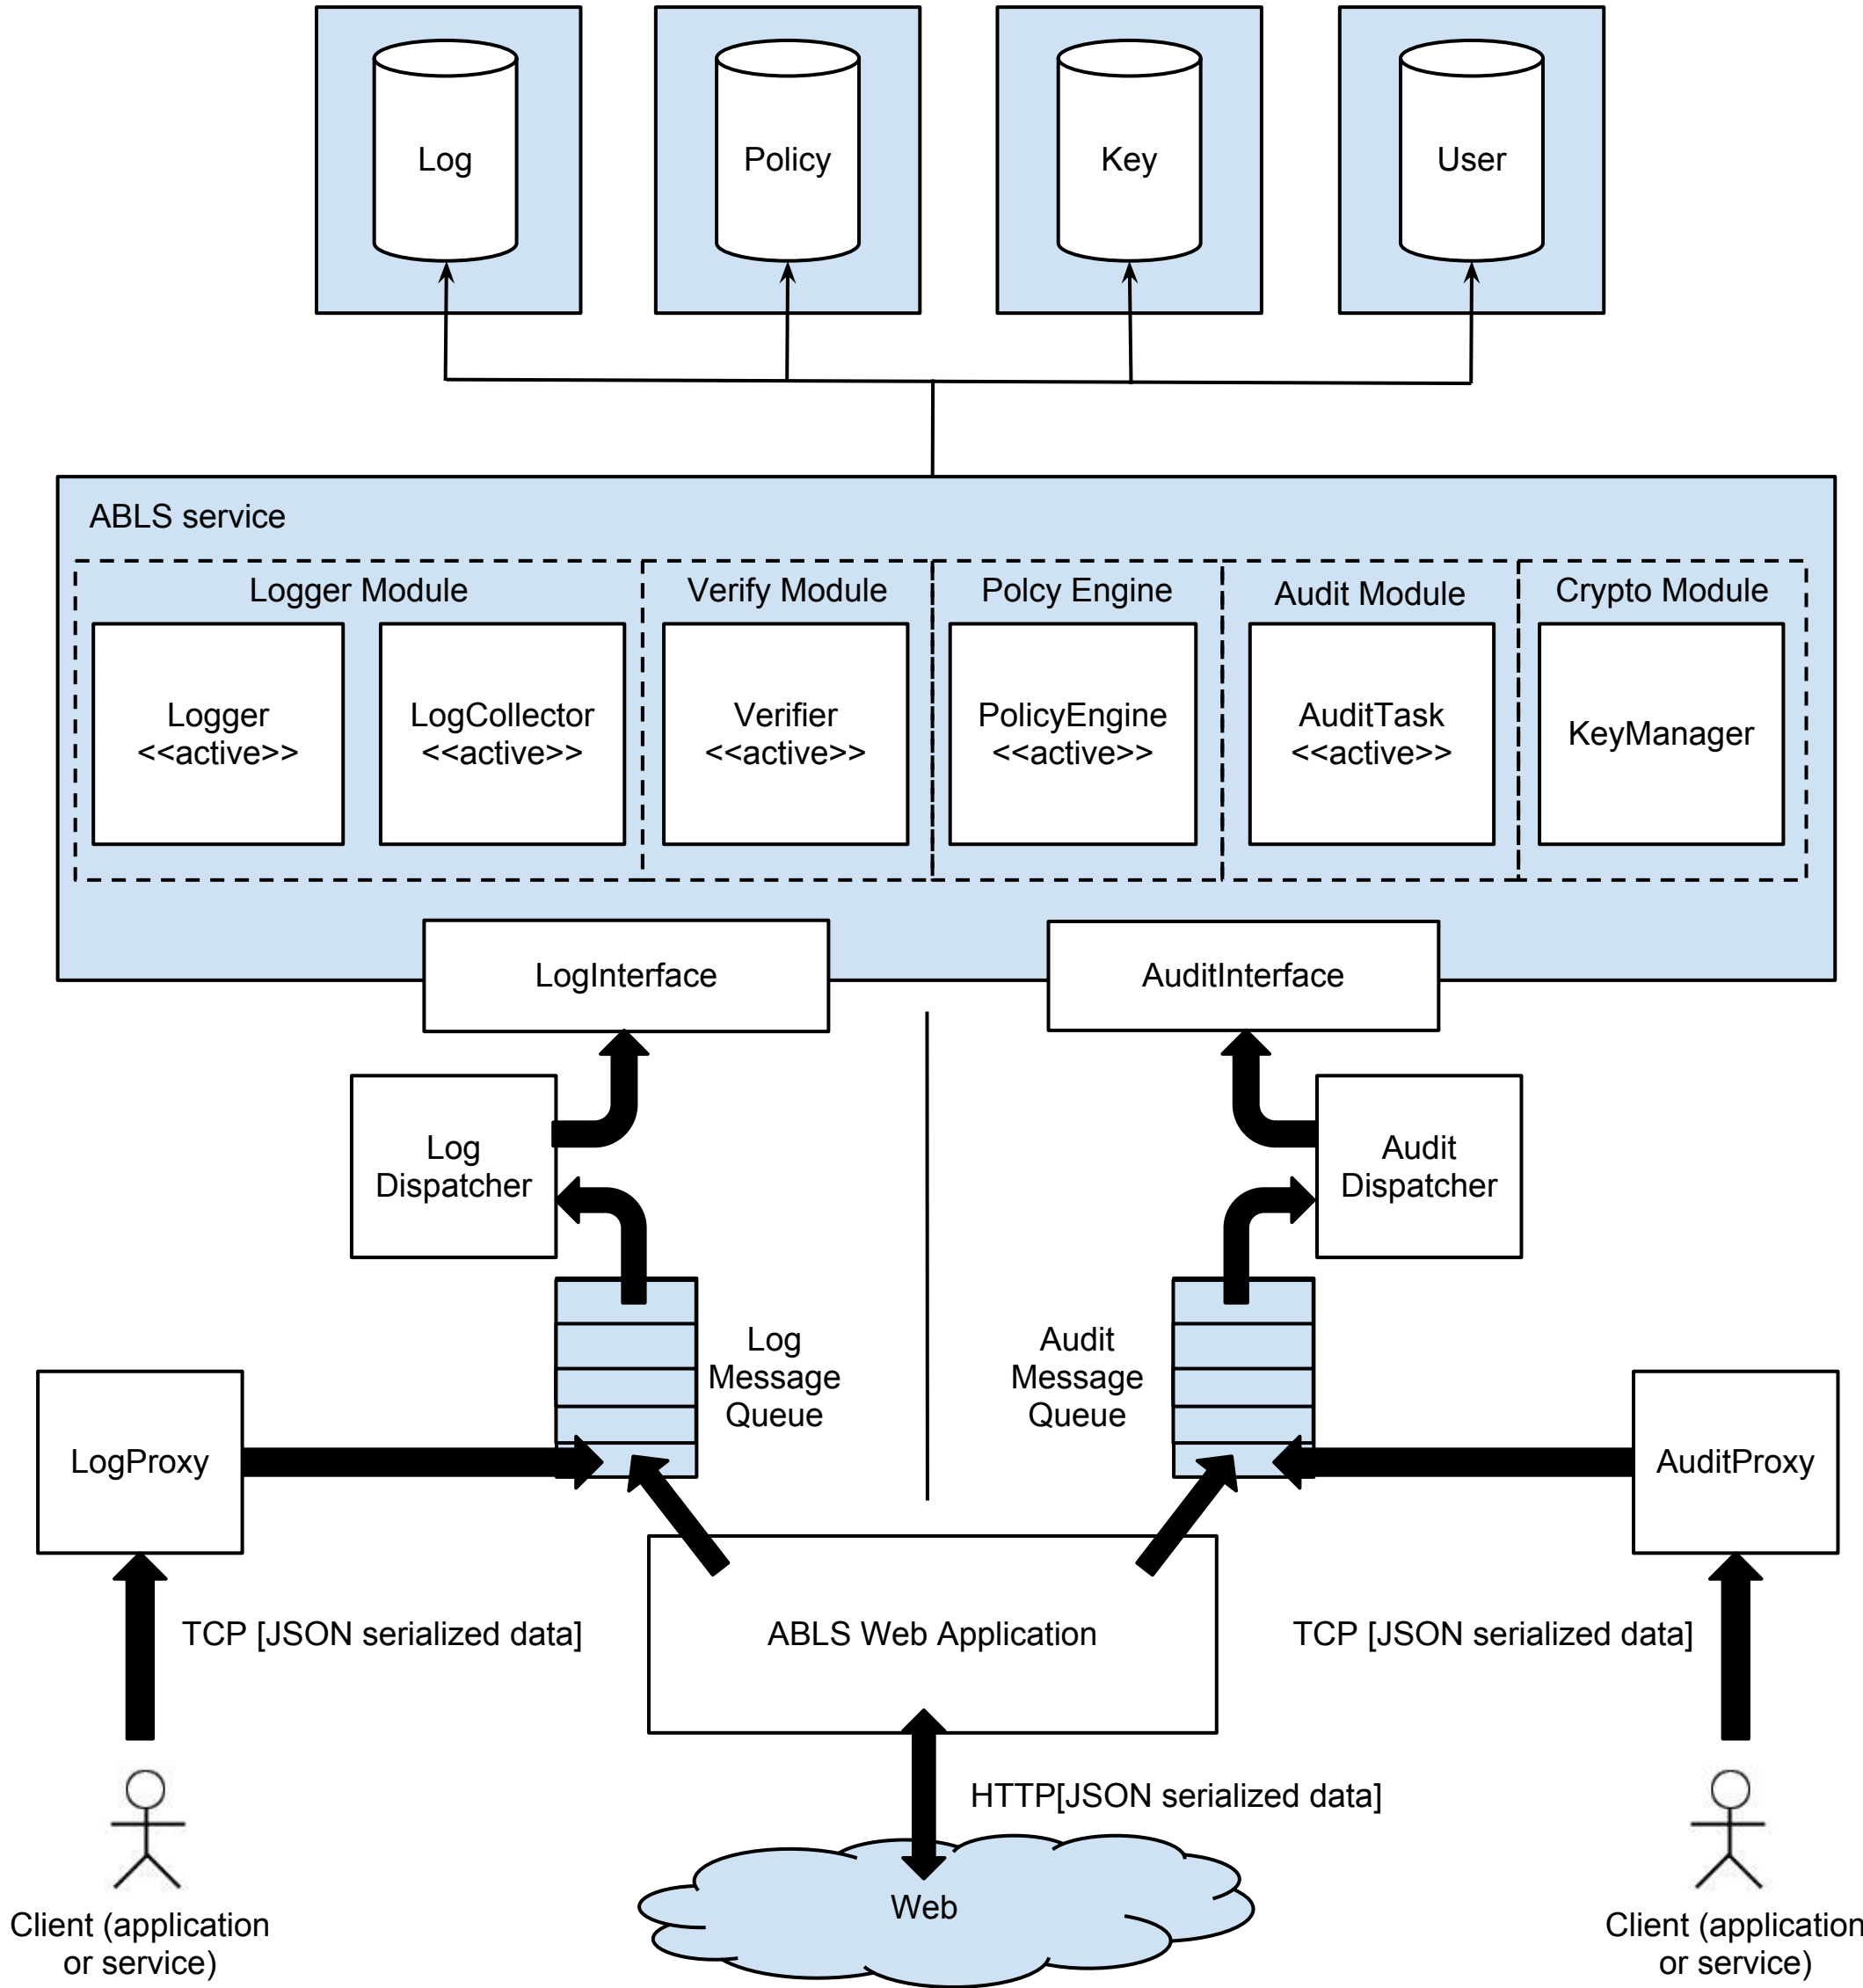 Log
Policy
Key
User
ABLS service
Logger Module
Verify Module
Polcy Engine
Audit Module
Crypto Module
Logger
<<active>>
LogCollector
<<active>>
Verifier
<<active>>
PolicyEngine
<<active>>
AuditTask
<<active>>
KeyManager
LogInterface
AuditInterface
Log
Dispatcher
Audit
Dispatcher
Log
Message
Queue
Audit
Message
Queue
LogProxy
AuditProxy
TCP [JSON serialized data]
ABLS Web Application
TCP [JSON serialized data]
HTTP[JSON serialized data]
Web
Client (application
or service)
Client (application
or service)